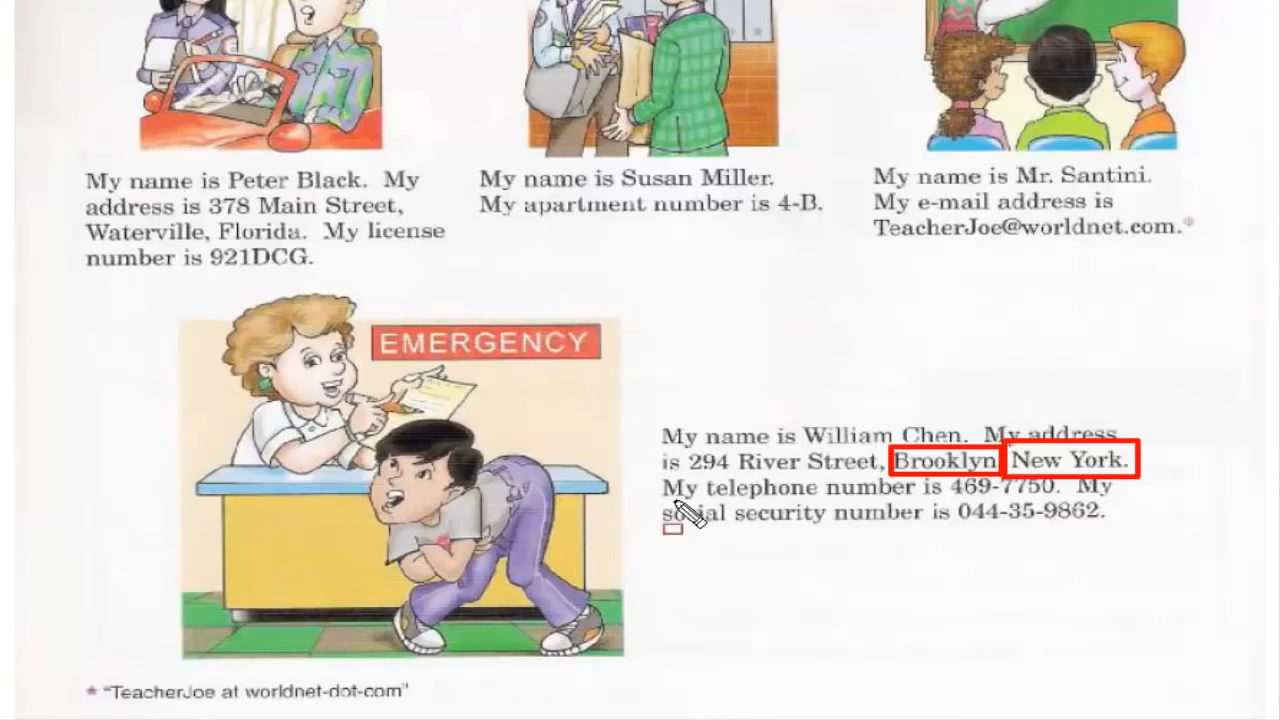 My name is Peter Black. My
address is 378 Main Street,
Waterville, Florida. My license
number is 921DCG.
My name is Susan Miller.
My apartment number is 4-B.
My name is Mr. Santini.
My e-mail address is
TeacherJoe@worldnet.com.*
EMERGENCY
My name is William Chen. My address
is 294 River Street, Brooklyn New York.
My telephone number is 469-7750. My
social security number is 044-35-9862.
* "TeacherJoe at worldnet-dot-com"